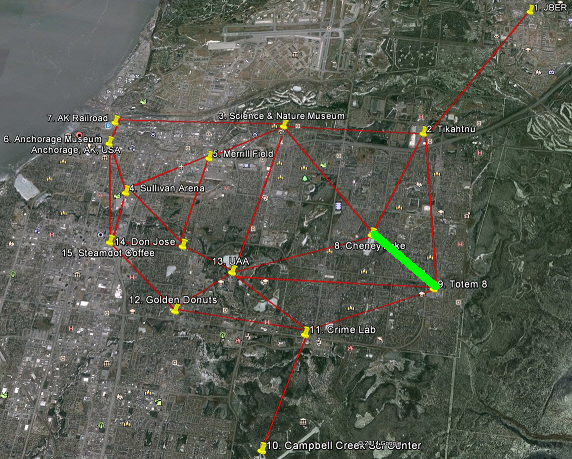 1. JBER
3. Science & Nature Museum
7. AK Railroad
2 Tikahtnu
6. Anchorage Museum
Anchorage, AK, USA
5. Merrill Field
4. Sullivan Arena
14. Don Jose
8. Cheney Lake
15. Steamdot Coffee
13. UAA
9. Totem 8
12. Golden Donuts
11. Crime Lab
10. Campbell Creek